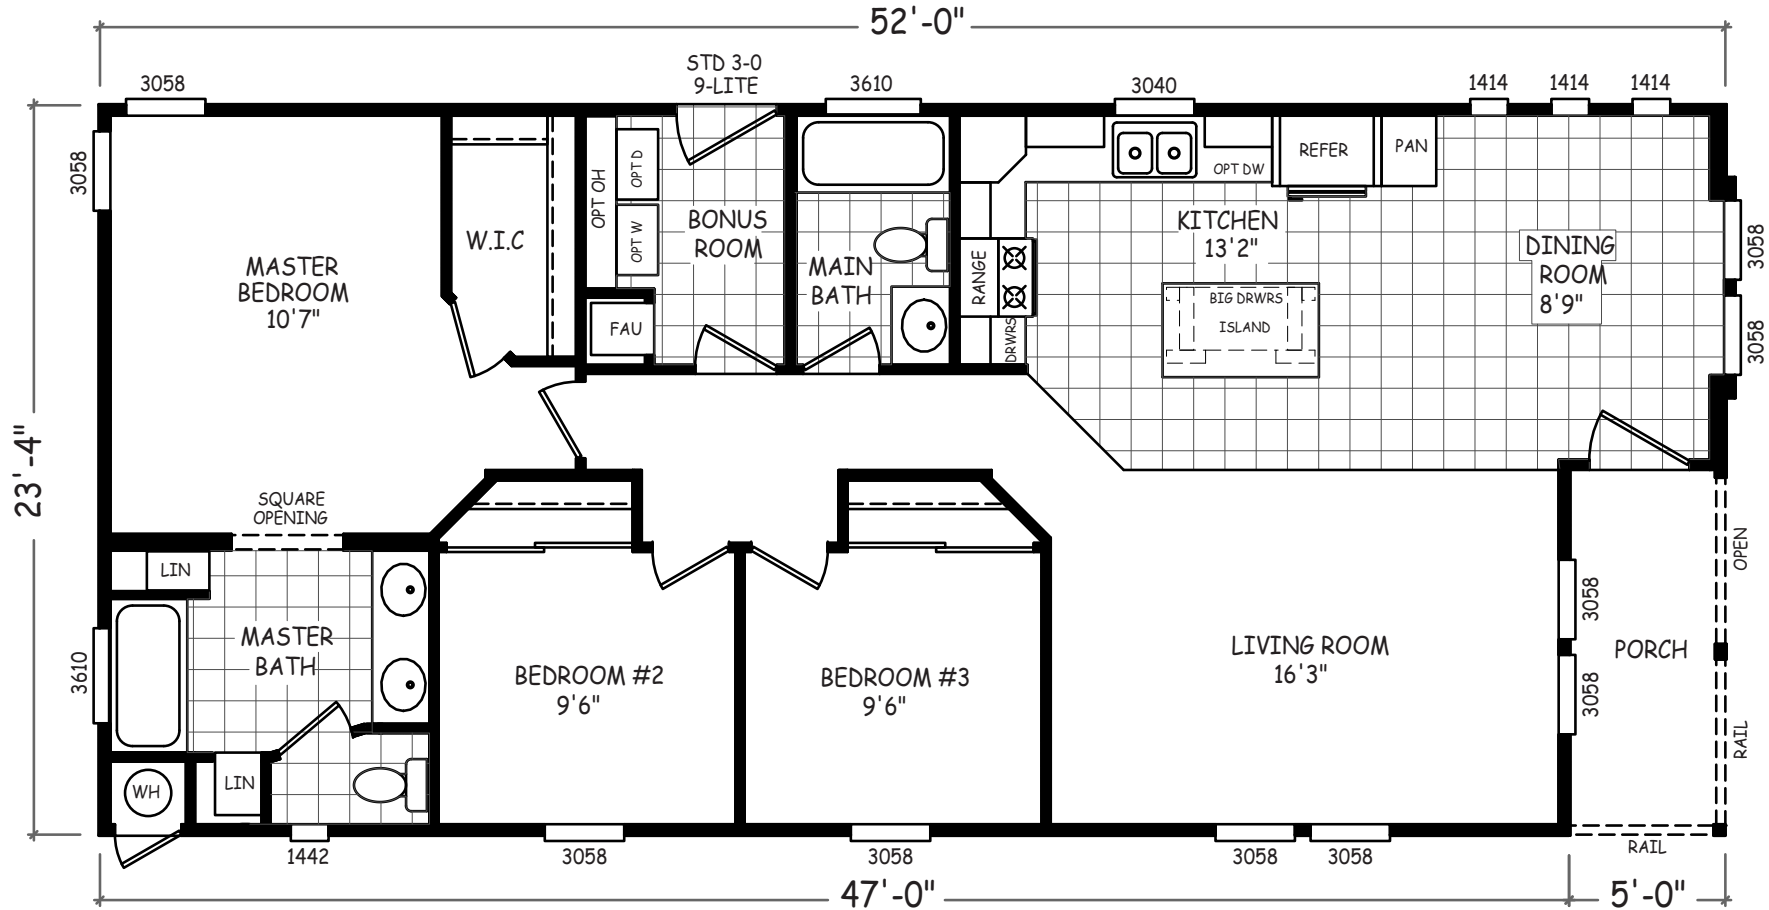 52'-0"
STD 3-0
9-LITE
3058
3610
3040
1414
1414
1414
3058
OPT OH
OPT D
OPT W
REFER
PAN
OPT DW
W.I.C
BONUS
ROOM
KITCHEN
13'2"
DINING
ROOM
8'9"
3058
3058
MASTER
BEDROOM
10'7"
MAIN
BATH
RANGE
DRWRS
BIG DRWRS
ISLAND
FAU
23'-4"
SQUARE
OPENING
OPEN
LIN
3058
MASTER
BATH
3610
BEDROOM #2
9'6"
BEDROOM #3
9'6"
LIVING ROOM
16'3"
PORCH
3058
RAIL
WH
LIN
1442
3058
3058
3058
3058
RAIL
47'-0"
5'-0"